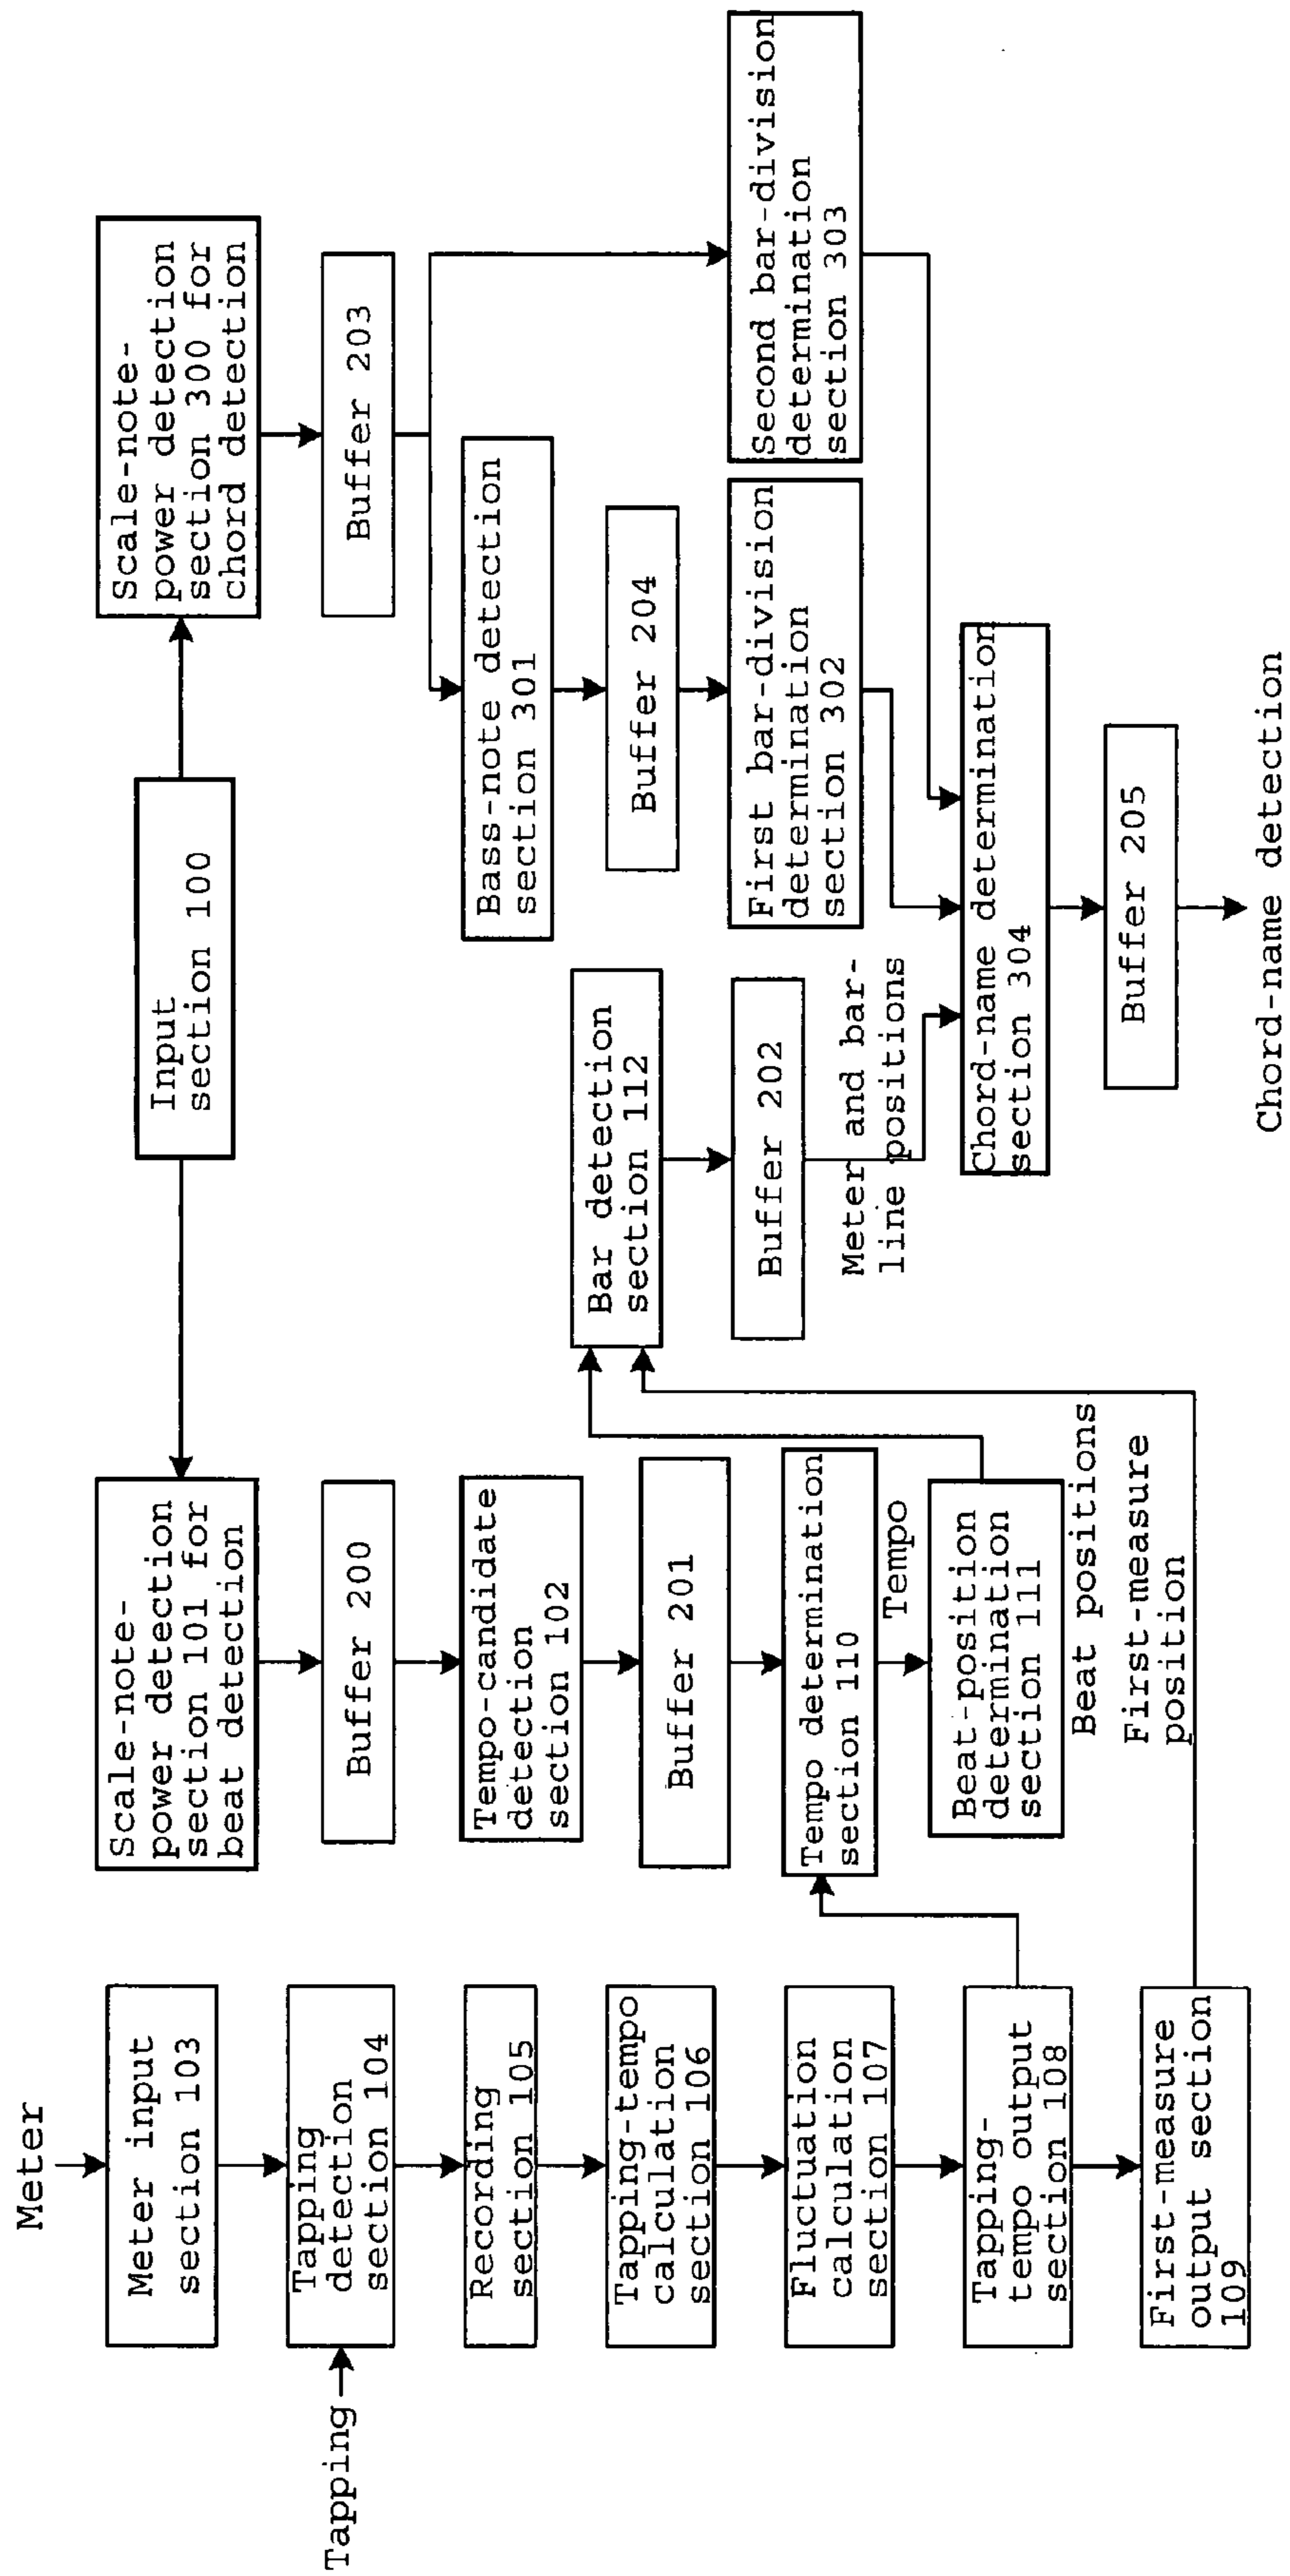 Meter
Meter input
section 103
Tapping
Tapping
detection
section 104
Recording
section 105
Tapping-tempo
calculation
section 106
Fluctuation
calculation
section 107
Tapping-
tempo output
section 108
First-measure
output section
109
Input
section 100
Scale-note-
power detection
section 101 for
beat detection
Buffer 200
Tempo-candidate
detection
section 102
Buffer 201
Tempo determination
section 110
Tempo
Beat-position
determination
section 111
Beat positions
First-measure
position
Bar detection
section 112
Buffer 202
Meter and bar-
line positions
Scale-note-
power detection
section 300 for
chord detection
Buffer 203
Bass-note detection
section 301
Buffer 204
First bar-division
determination
section 302
Second bar-division
determination
section 303
Chord-name determination
section 304
Buffer 205
Chord-name detection